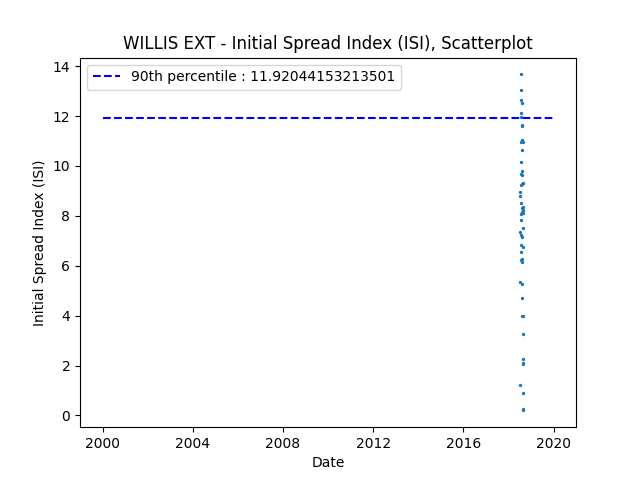 WILLIS EXT - Initial Spread Index (ISI), Scatterplot
90th percentile : 11.92044153213501
14
12
10
8
6
4
2
0
Initial Spread Index (ISI)
2000 2004 2008 2012 2016 2020
Date